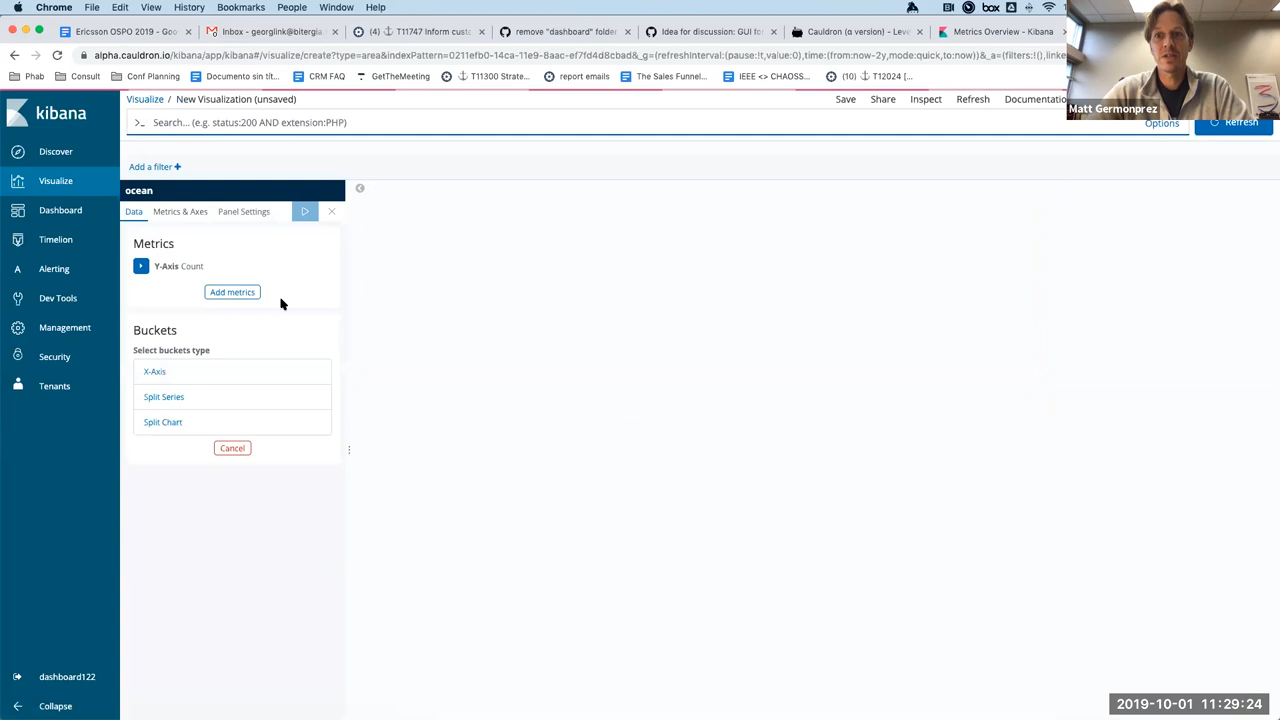 Chrome File Edit View History Bookmarks People Window Help box
Ericsson OSPO 2019 - Goo
Inbox - georglink@bitergia
(4) T11747 Inform custo
remove "dashboard" folder
Idea for discussion: GUI fo
Cauldron (α version) - Leve
Metrics Overview - Kibana
alpha.cauldron.io/kibana/app/kibana#/visualize/create?type=area&indexPattern=0211efb0-14ca-11e9-8aac-ef7fd4d8cbad&_g=(refreshInterval:(pause:!t,value:0),time:(from:now-2y,mode:quick,to:now))&_a=(filters:!(),linke
Phab Consult Conf Planning Documento sin tít... CRM FAQ GetTheMeeting T11300 Strate... report emails The Sales Funnel... IEEE <> CHAOSS... (10) T12024 [...
Matt Germonprez
kibana
Visualize / New Visualization (unsaved)
Save Share Inspect Refresh Documentatio
>_ Search... (e.g. status:200 AND extension:PHP)
Options Refresh
Add a filter +
Discover
Visualize
Dashboard
Timelion
Alerting
Dev Tools
Management
Security
Tenants
dashboard122
Collapse
ocean
Data Metrics & Axes Panel Settings
Metrics
Y-Axis Count
Add metrics
Buckets
Select buckets type
X-Axis
Split Series
Split Chart
Cancel
2019-10-01 11:29:24